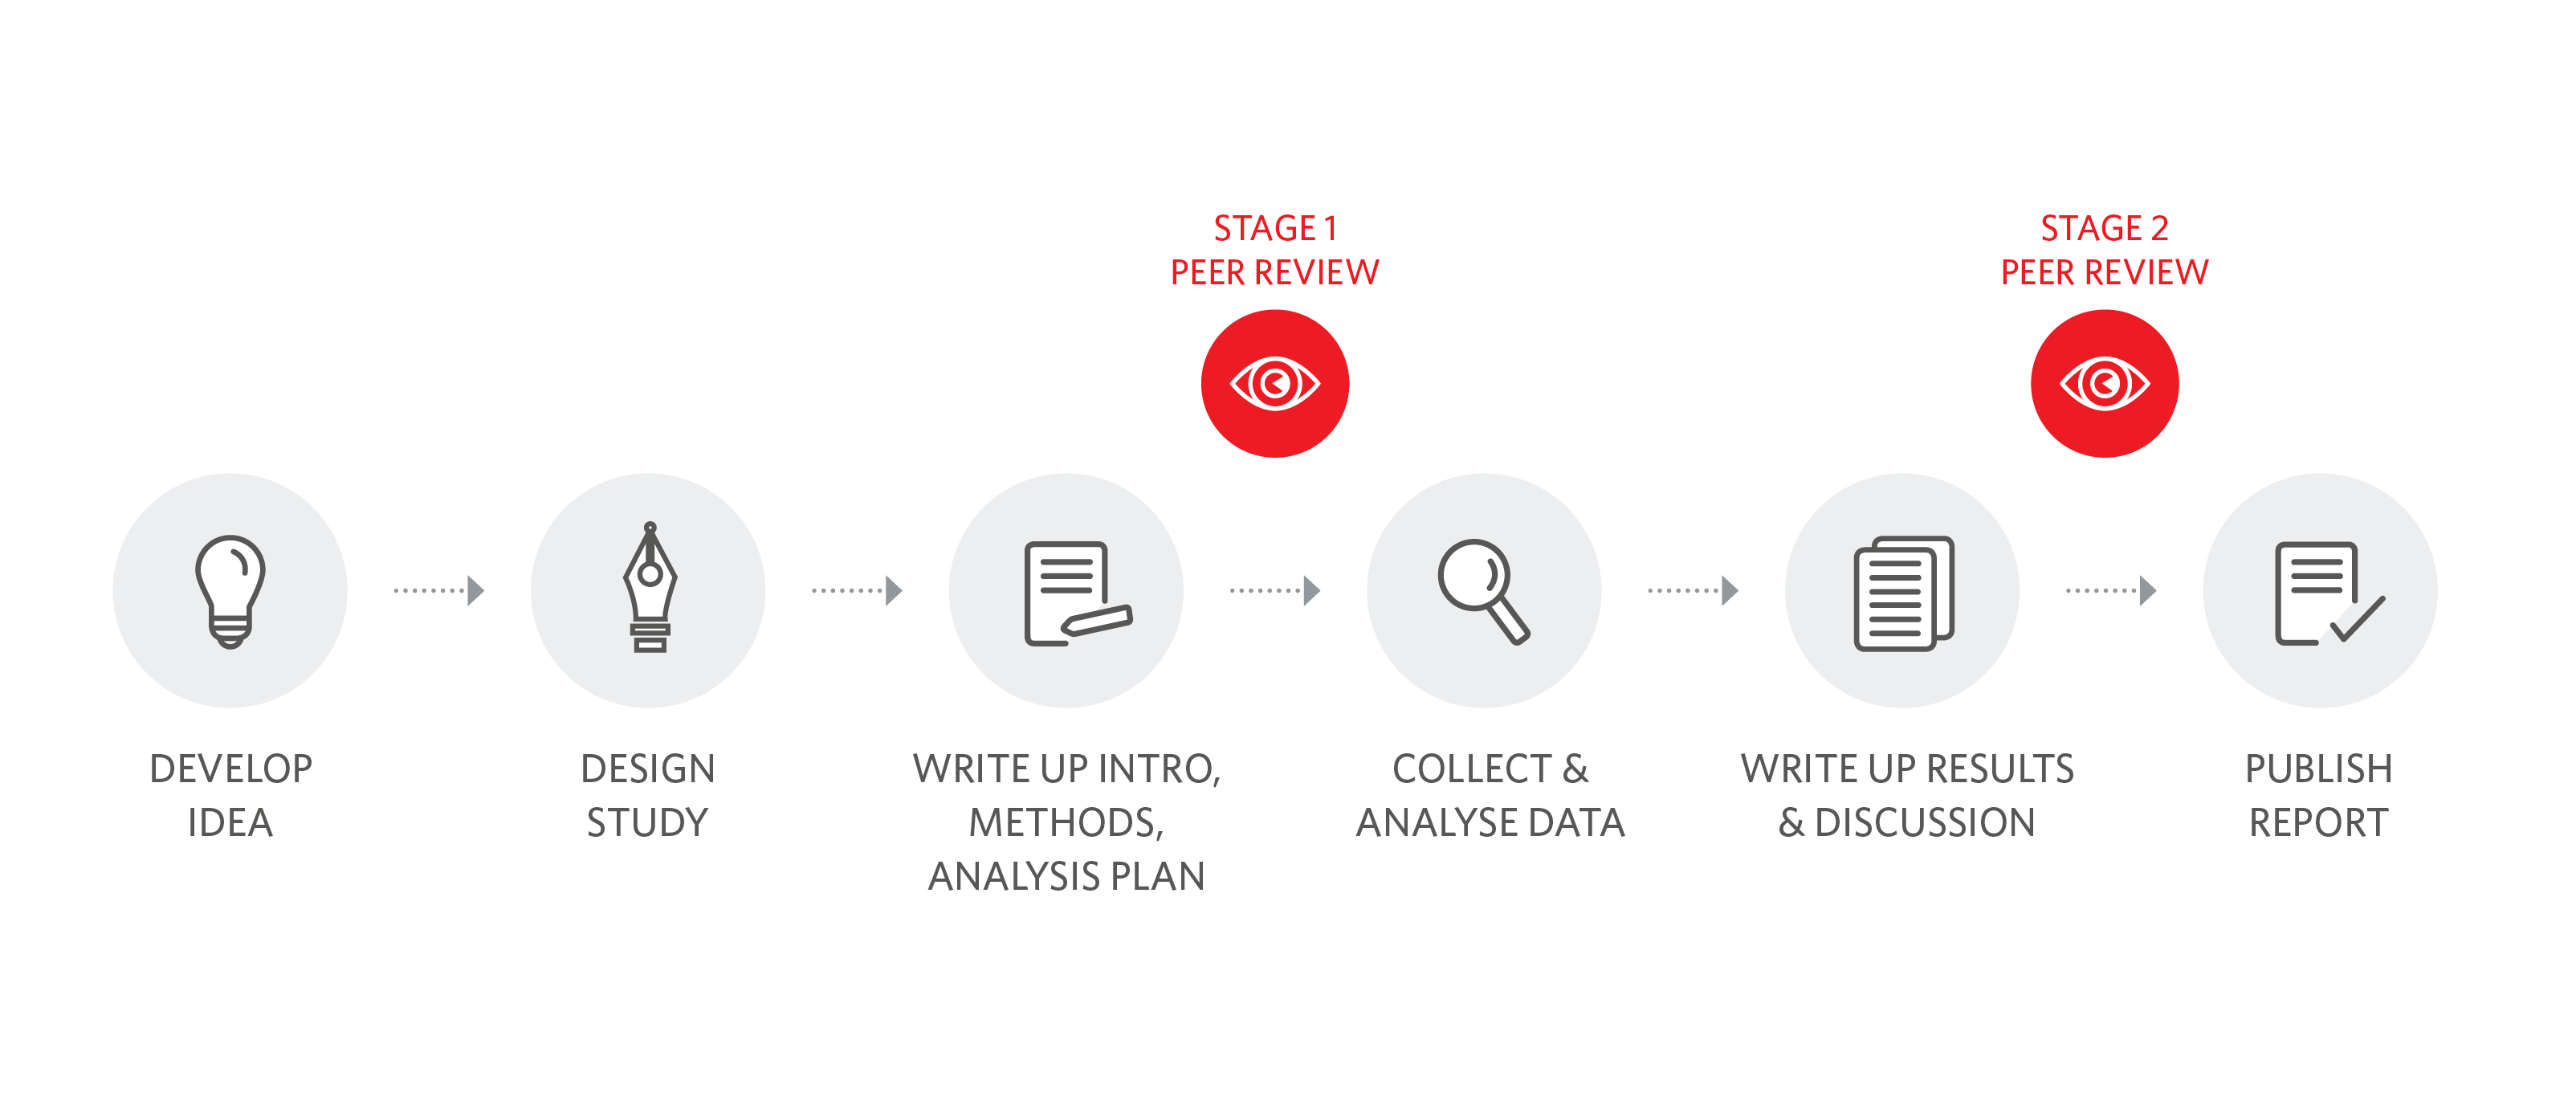 STAGE 1
PEER REVIEW
STAGE 2
PEER REVIEW
DEVELOP
IDEA
DESIGN
STUDY
WRITE UP INTRO,
METHODS,
ANALYSIS PLAN
COLLECT &
ANALYSE DATA
WRITE UP RESULTS
& DISCUSSION
PUBLISH
REPORT